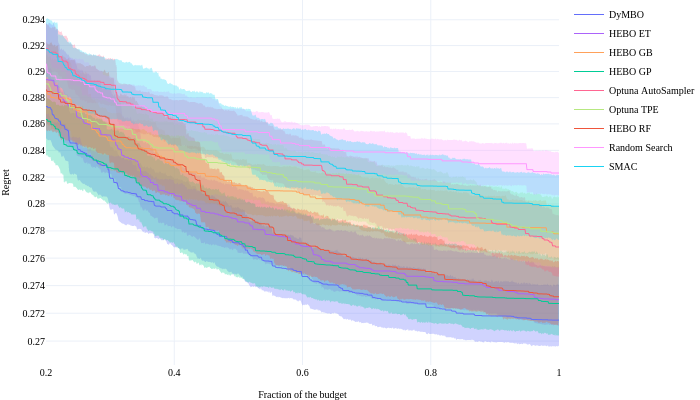 0.294
0.292
0.29
0.288
0.286
0.284
0.282
0.28
0.278
0.276
0.274
0.272
0.27
Regret
0.2
0.4
0.6
0.8
1
Fraction of the budget
DyMBO
HEBO ET
HEBO GB
HEBO GP
Optuna AutoSampler
Optuna TPE
HEBO RF
Random Search
SMAC